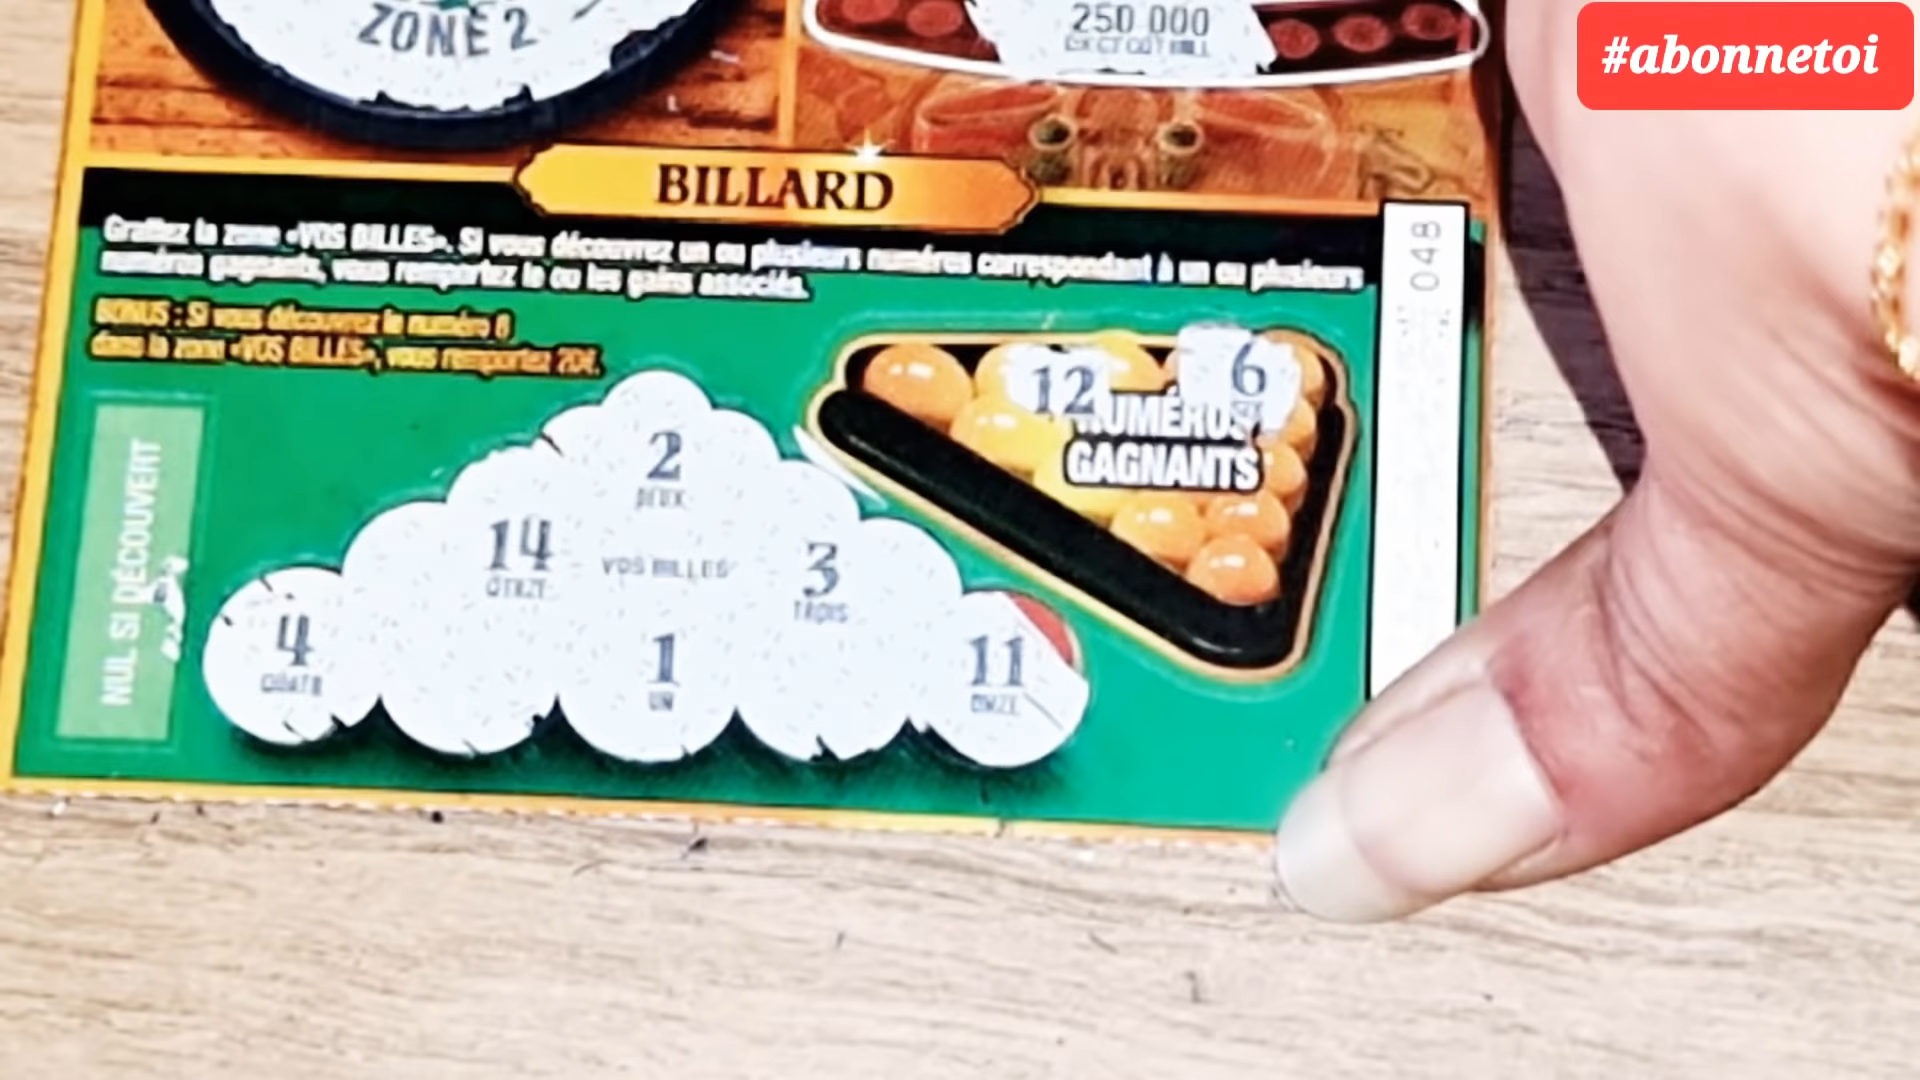 #abonnetoi
ZONE 2
250 000
BILLARD
Grattez la zone «VOS BILLES». Si vous découvrez un ou plusieurs numéros correspondant à un ou plusieurs
numéros gagnants, vous remportez le ou les gains associés.
BONUS : Si vous découvrez le numéro 8
dans la zone «VOS BILLES», vous remportez 20€.
048
12
6
NUMÉROS
GAGNANTS
NUL SI DÉCOUVERT
2
DEUX
14
VOS BILLES
3
TROIS
4
1
UN
11
ONZE